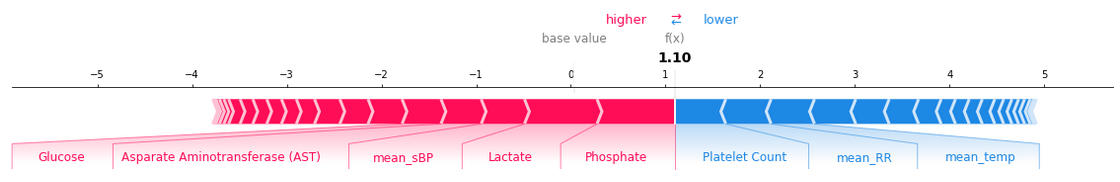 higher ⇄ lower
base value f(x)
1.10
−5 −4 −3 −2 −1 0 1 2 3 4 5
Glucose Asparate Aminotransferase (AST) mean_sBP Lactate Phosphate Platelet Count mean_RR mean_temp